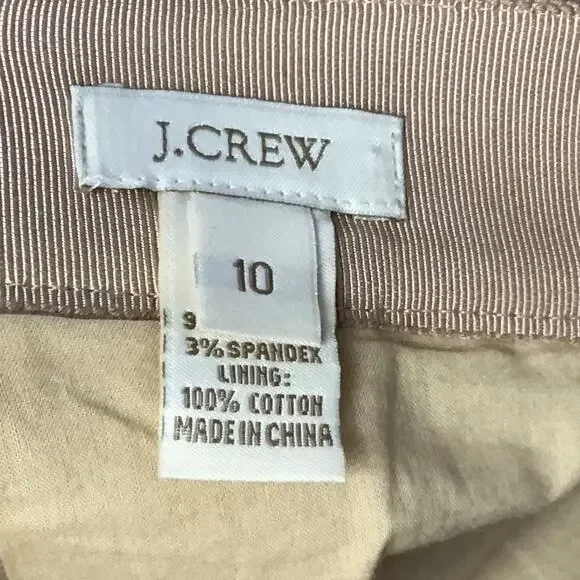 J.CREW
10
9
3% SPANDEX
LINING:
100% COTTON
MADE IN CHINA